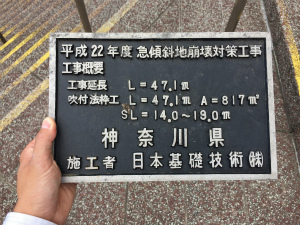 平成22年度 急傾斜地崩壊対策工事
工事概要
工事延長 L=47.1m
吹付法枠工 L=47.1m A=817㎡
SL=14.0~19.0m
神奈川県
施工者 日本基礎技術㈱